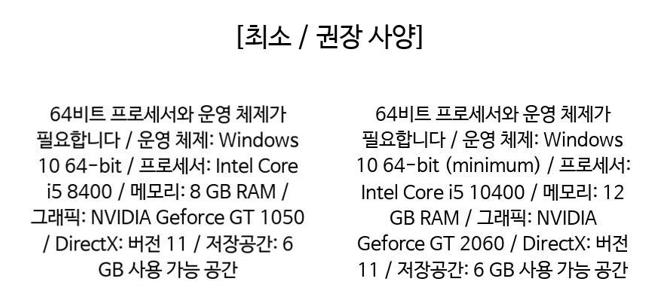 [최소 / 권장 사양]
64비트 프로세서와 운영 체제가
필요합니다 / 운영 체제: Windows
10 64-bit / 프로세서: Intel Core
i5 8400 / 메모리: 8 GB RAM /
그래픽: NVIDIA Geforce GT 1050
/ DirectX: 버전 11 / 저장공간: 6
GB 사용 가능 공간
64비트 프로세서와 운영 체제가
필요합니다 / 운영 체제: Windows
10 64-bit (minimum) / 프로세서:
Intel Core i5 10400 / 메모리: 12
GB RAM / 그래픽: NVIDIA
Geforce GT 2060 / DirectX: 버전
11 / 저장공간: 6 GB 사용 가능 공간